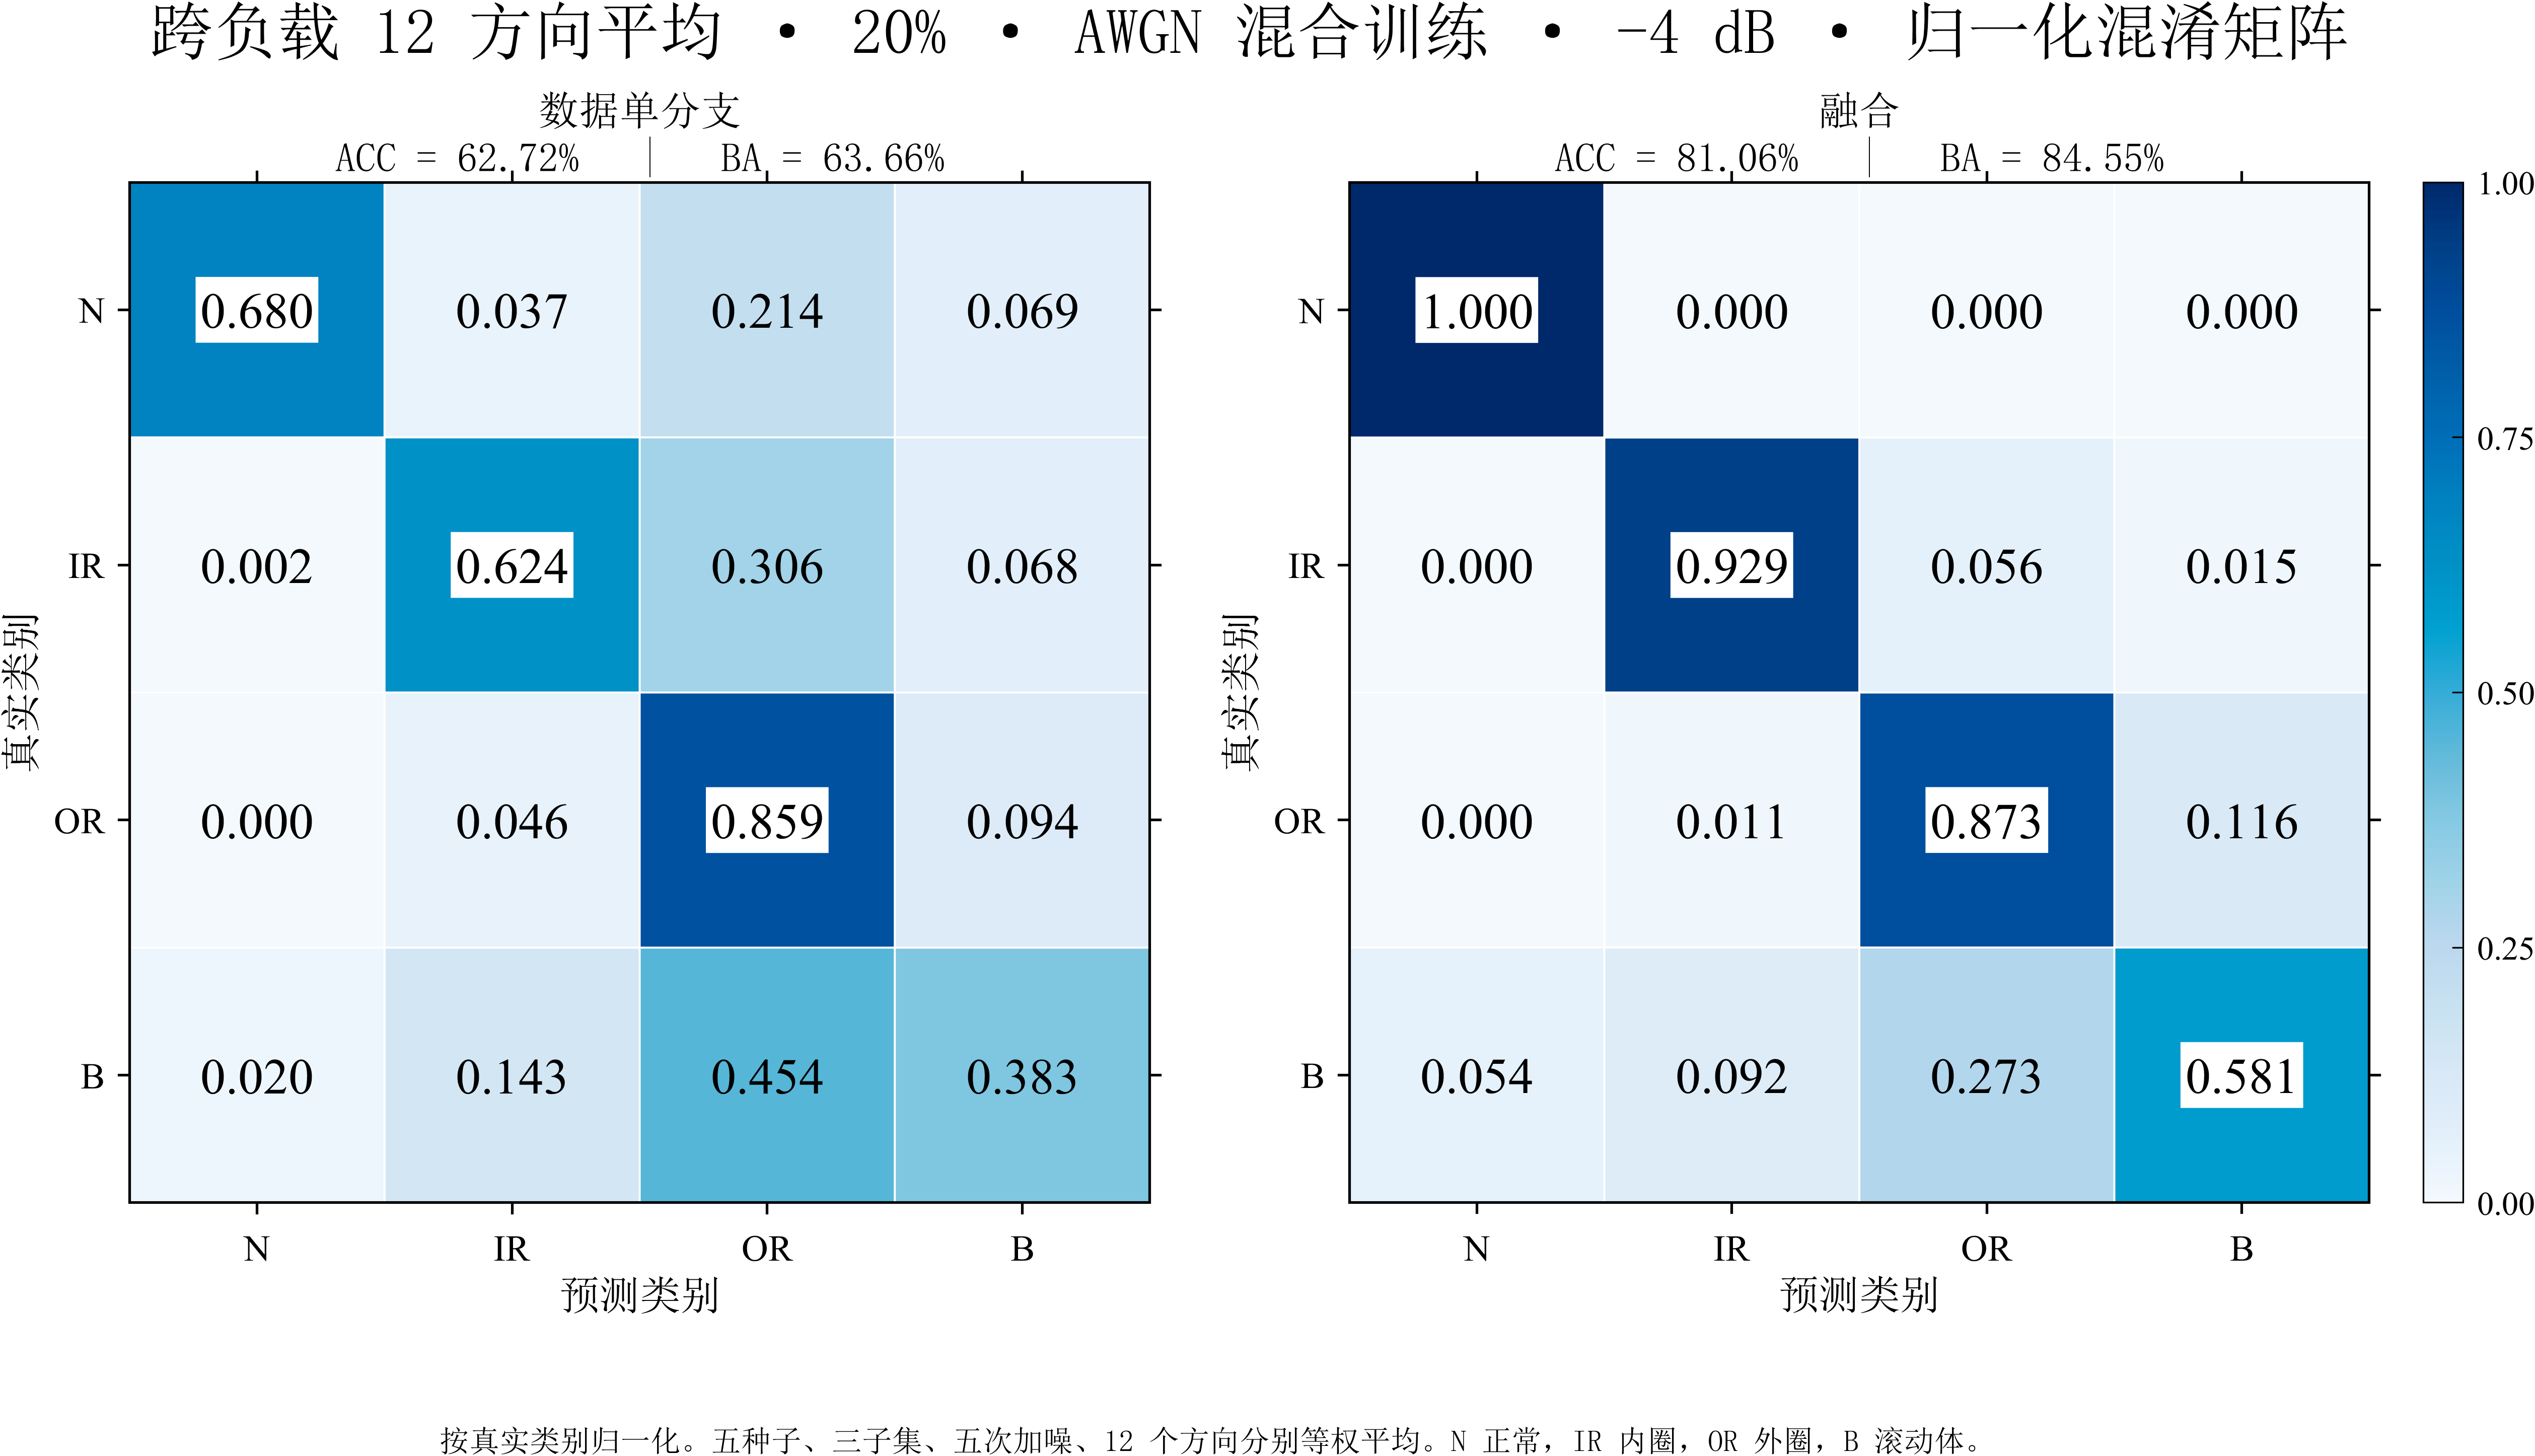 跨负载 12 方向平均 • 20% • AWGN 混合训练 • -4 dB • 归一化混淆矩阵
数据单分支
ACC = 62.72% | BA = 63.66%
真实类别
N 0.680 0.037 0.214 0.069
IR 0.002 0.624 0.306 0.068
OR 0.000 0.046 0.859 0.094
B 0.020 0.143 0.454 0.383
N IR OR B
预测类别
融合
ACC = 81.06% | BA = 84.55%
真实类别
N 1.000 0.000 0.000 0.000
IR 0.000 0.929 0.056 0.015
OR 0.000 0.011 0.873 0.116
B 0.054 0.092 0.273 0.581
N IR OR B
预测类别
1.00
0.75
0.50
0.25
0.00
按真实类别归一化。五种子、三子集、五次加噪、12 个方向分别等权平均。N 正常，IR 内圈，OR 外圈，B 滚动体。